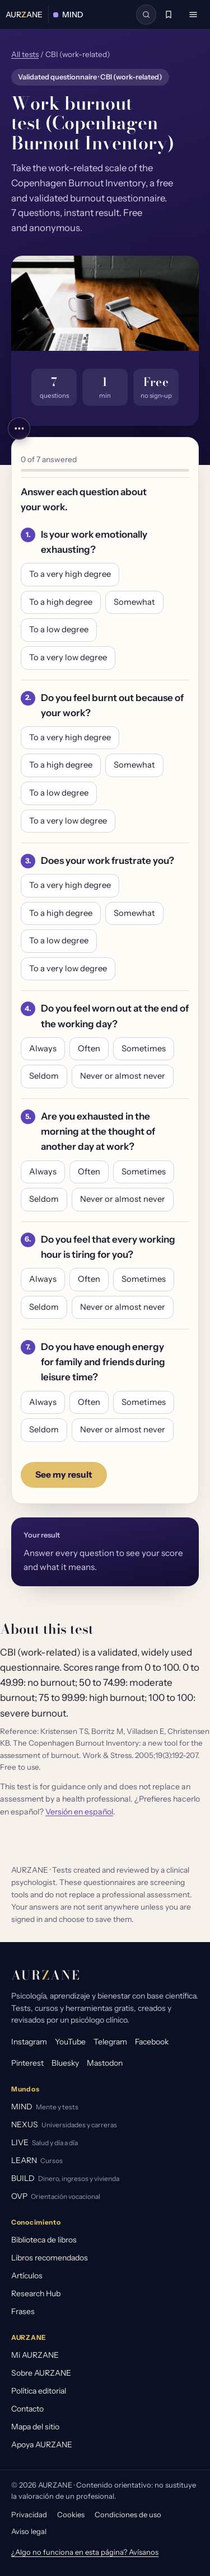 AURZANE MIND
All tests / CBI (work-related)
Validated questionnaire · CBI (work-related)
Work burnout
test (Copenhagen
Burnout Inventory)
Take the work-related scale of the
Copenhagen Burnout Inventory, a free
and validated burnout questionnaire.
7 questions, instant result. Free
and anonymous.
7 1 Free
questions min no sign-up
0 of 7 answered
Answer each question about
your work.
1. Is your work emotionally
exhausting?
To a very high degree
To a high degree Somewhat
To a low degree
To a very low degree
2. Do you feel burnt out because of
your work?
To a very high degree
To a high degree Somewhat
To a low degree
To a very low degree
3. Does your work frustrate you?
To a very high degree
To a high degree Somewhat
To a low degree
To a very low degree
4. Do you feel worn out at the end of
the working day?
Always Often Sometimes
Seldom Never or almost never
5. Are you exhausted in the
morning at the thought of
another day at work?
Always Often Sometimes
Seldom Never or almost never
6. Do you feel that every working
hour is tiring for you?
Always Often Sometimes
Seldom Never or almost never
7. Do you have enough energy
for family and friends during
leisure time?
Always Often Sometimes
Seldom Never or almost never
See my result
Your result
Answer every question to see your score
and what it means.
About this test
CBI (work-related) is a validated, widely used
questionnaire. Scores range from 0 to 100. 0 to
49.99: no burnout; 50 to 74.99: moderate
burnout; 75 to 99.99: high burnout; 100 to 100:
severe burnout.
Reference: Kristensen TS, Borritz M, Villadsen E, Christensen
KB. The Copenhagen Burnout Inventory: a new tool for the
assessment of burnout. Work & Stress. 2005;19(3):192-207.
Free to use.
This test is for guidance only and does not replace an
assessment by a health professional. ¿Prefieres hacerlo
en español? Versión en español.
AURZANE · Tests created and reviewed by a clinical
psychologist. These questionnaires are screening
tools and do not replace a professional assessment.
Your answers are not sent anywhere unless you are
signed in and choose to save them.
AURZANE
Psicología, aprendizaje y bienestar con base científica.
Tests, cursos y herramientas gratis, creados y
revisados por un psicólogo clínico.
Instagram YouTube Telegram Facebook
Pinterest Bluesky Mastodon
Mundos
MIND Mente y tests
NEXUS Universidades y carreras
LIVE Salud y día a día
LEARN Cursos
BUILD Dinero, ingresos y vivienda
OVP Orientación vocacional
Conocimiento
Biblioteca de libros
Libros recomendados
Artículos
Research Hub
Frases
AURZANE
Mi AURZANE
Sobre AURZANE
Política editorial
Contacto
Mapa del sitio
Apoya AURZANE
© 2026 AURZANE · Contenido orientativo: no sustituye
la valoración de un profesional.
Privacidad Cookies Condiciones de uso
Aviso legal
¿Algo no funciona en esta página? Avísanos